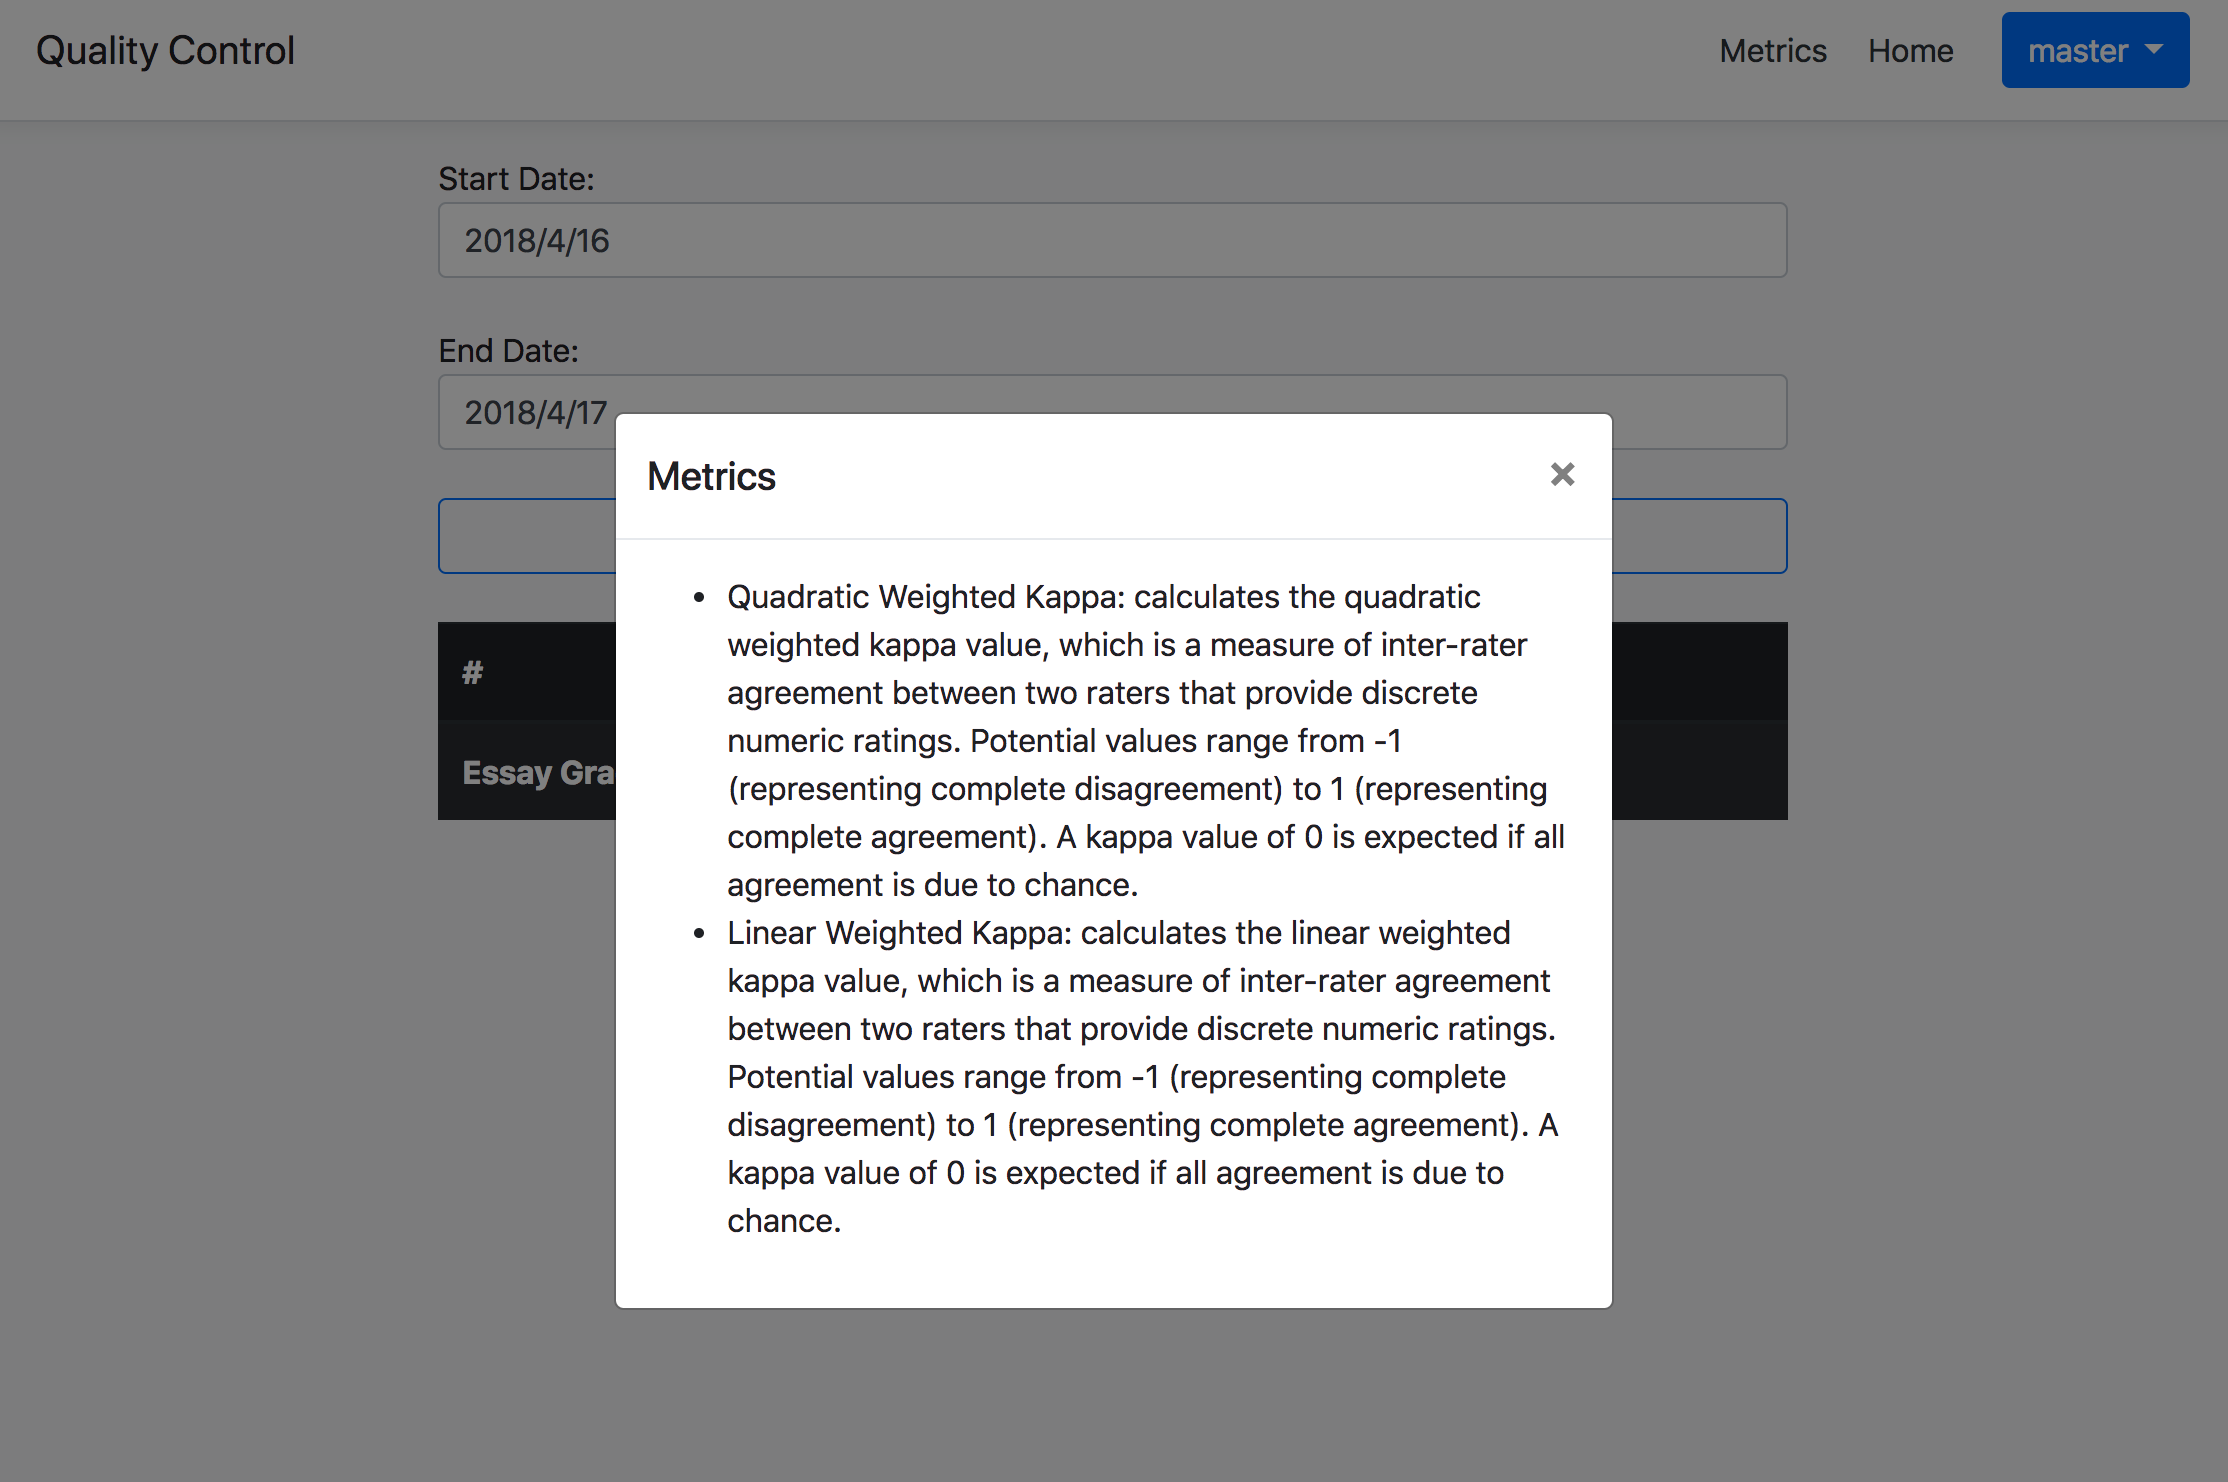 Quality Control
Metrics Home master
Start Date:
2018/4/16
End Date:
2018/4/17
Metrics ×
#
Essay Gra
• Quadratic Weighted Kappa: calculates the quadratic
weighted kappa value, which is a measure of inter-rater
agreement between two raters that provide discrete
numeric ratings. Potential values range from -1
(representing complete disagreement) to 1 (representing
complete agreement). A kappa value of 0 is expected if all
agreement is due to chance.
• Linear Weighted Kappa: calculates the linear weighted
kappa value, which is a measure of inter-rater agreement
between two raters that provide discrete numeric ratings.
Potential values range from -1 (representing complete
disagreement) to 1 (representing complete agreement). A
kappa value of 0 is expected if all agreement is due to
chance.